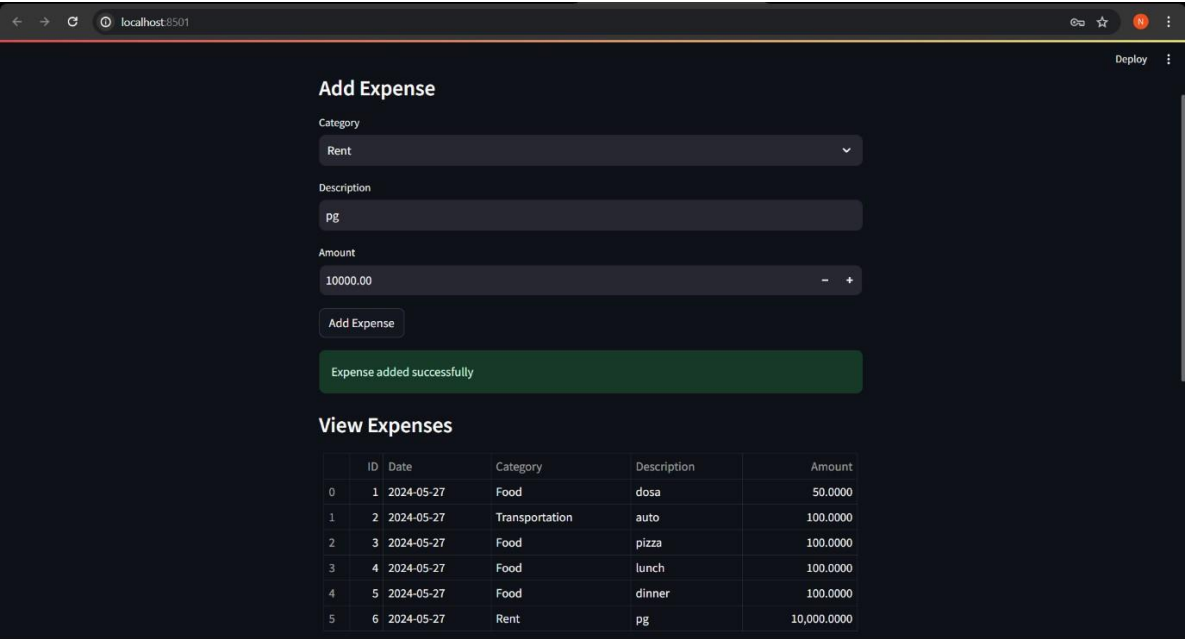 localhost:8501
N
Deploy
Add Expense
Category
Rent
Description
pg
Amount
10000.00 - +
Add Expense
Expense added successfully
View Expenses
ID Date Category Description Amount
0 1 2024-05-27 Food dosa 50.0000
1 2 2024-05-27 Transportation auto 100.0000
2 3 2024-05-27 Food pizza 100.0000
3 4 2024-05-27 Food lunch 100.0000
4 5 2024-05-27 Food dinner 100.0000
5 6 2024-05-27 Rent pg 10,000.0000